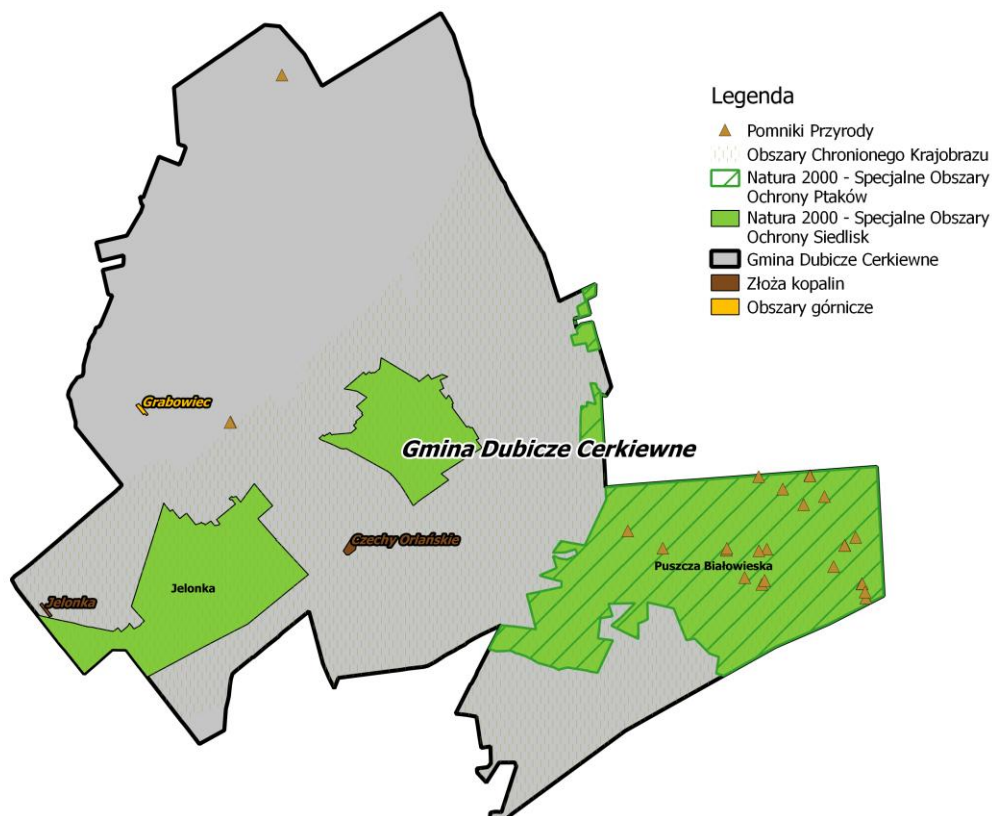 Legenda
Pomniki Przyrody
Obszary Chronionego Krajobrazu
Natura 2000 - Specjalne Obszary
Ochrony Ptaków
Natura 2000 - Specjalne Obszary
Ochrony Siedlisk
Gmina Dubicze Cerkiewne
Złoża kopalin
Obszary górnicze
Grabowiec
Gmina Dubicze Cerkiewne
Czechy Orlańskie
Puszcza Białowieska
Jelonka
Jelonka